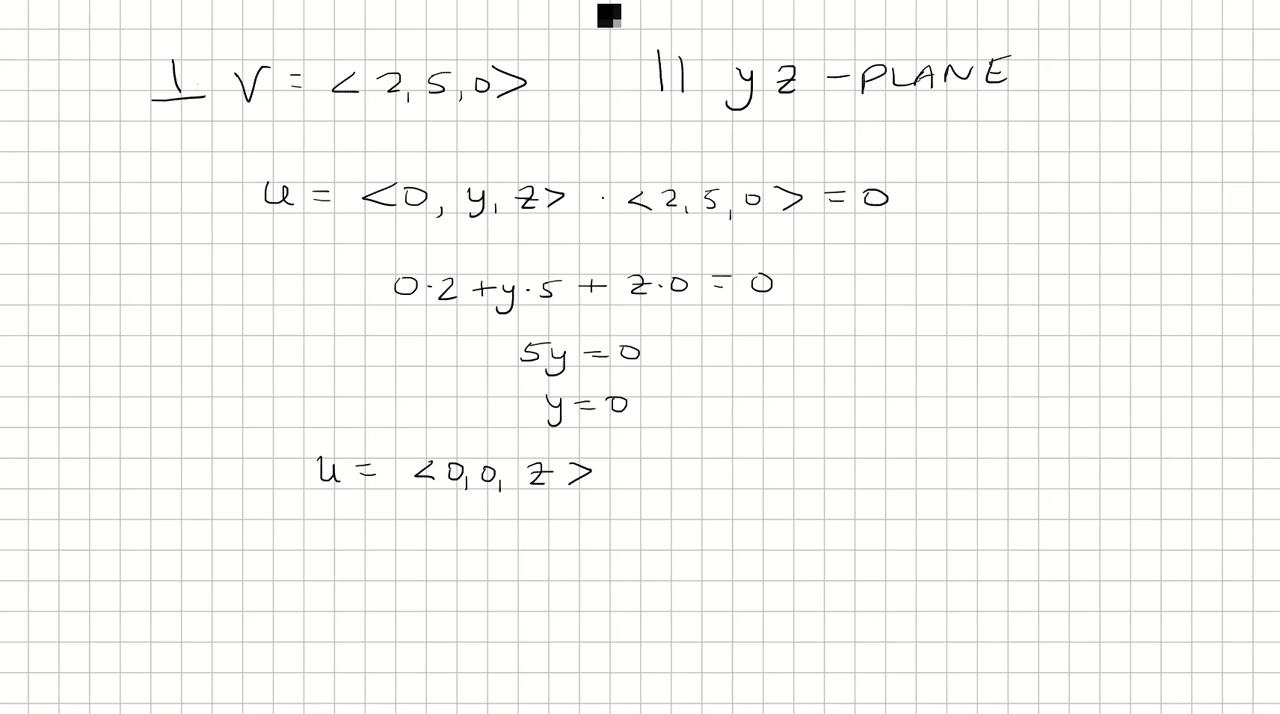 ⊥ V = < 2, 5, 0 > || yz - PLANE
u = < 0, y, z > · < 2, 5, 0 > = 0
0·2 + y·5 + z·0 = 0
5y = 0
y = 0
u = < 0, 0, z >